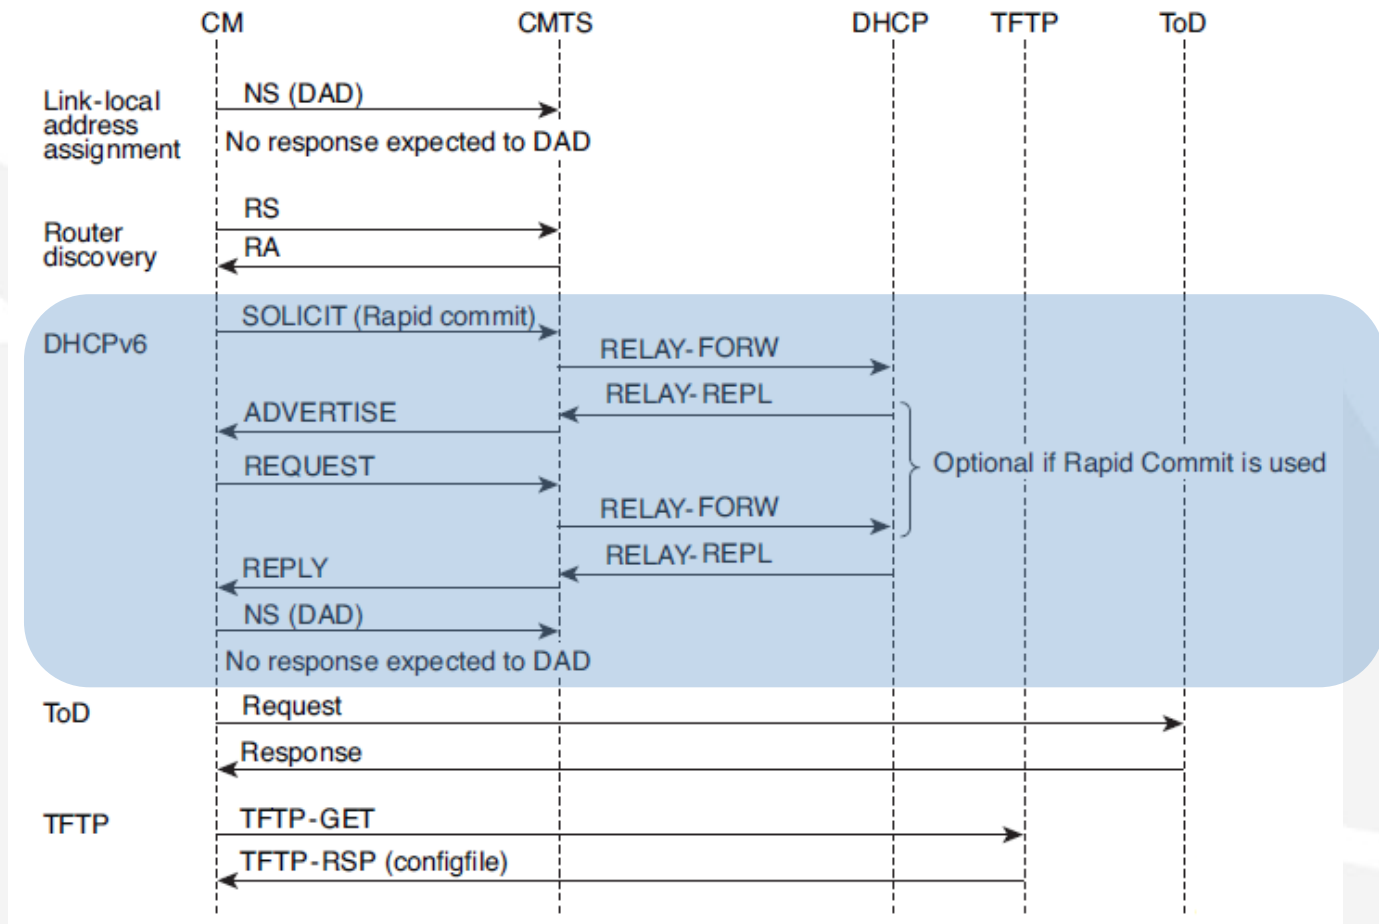 CM CMTS DHCP TFTP ToD
Link-local
address
assignment
NS (DAD)
No response expected to DAD
Router
discovery
RS
RA
DHCPv6
SOLICIT (Rapid commit)
RELAY-FORW
RELAY-REPL
ADVERTISE
REQUEST
Optional if Rapid Commit is used
RELAY-FORW
RELAY-REPL
REPLY
NS (DAD)
No response expected to DAD
ToD
Request
Response
TFTP
TFTP-GET
TFTP-RSP (configfile)